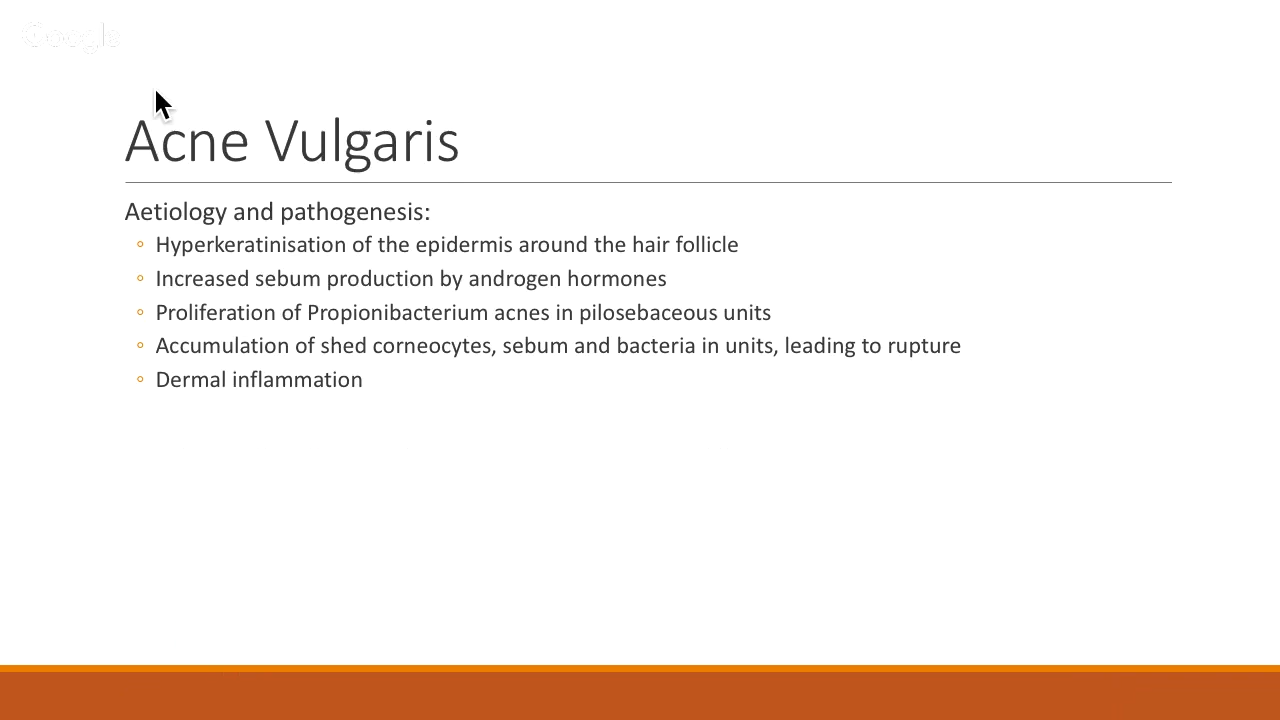 Google
Acne Vulgaris
Aetiology and pathogenesis:
◦ Hyperkeratinisation of the epidermis around the hair follicle
◦ Increased sebum production by androgen hormones
◦ Proliferation of Propionibacterium acnes in pilosebaceous units
◦ Accumulation of shed corneocytes, sebum and bacteria in units, leading to rupture
◦ Dermal inflammation